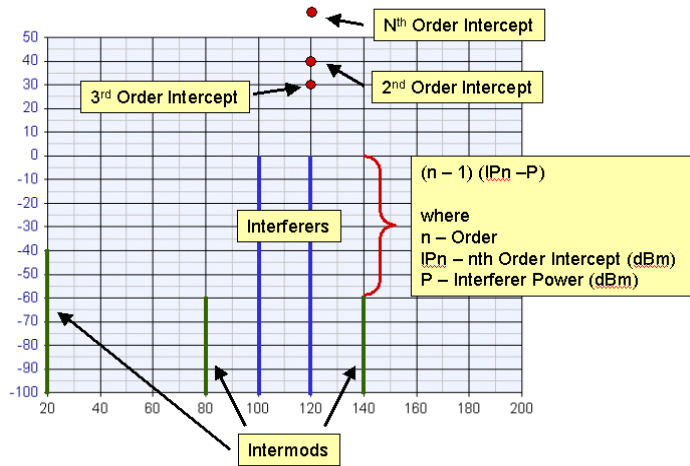 Nth Order Intercept
50
40
30
20
10
0
-10
-20
-30
-40
-50
-60
-70
-80
-90
-100
3rd Order Intercept
2nd Order Intercept
Interferers
(n – 1) (IPn –P)
where
n – Order
IPn – nth Order Intercept (dBm)
P – Interferer Power (dBm)
20 40 60 80 100 120 140 160 180 200
Intermods